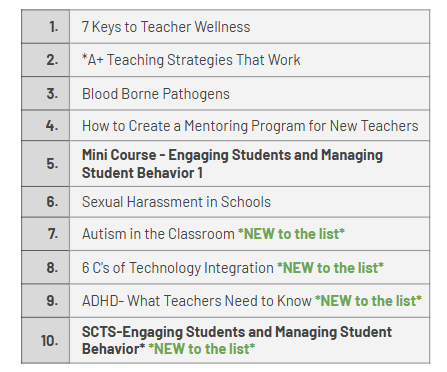 1. 7 Keys to Teacher Wellness
2. *A+ Teaching Strategies That Work
3. Blood Borne Pathogens
4. How to Create a Mentoring Program for New Teachers
5. Mini Course - Engaging Students and Managing
Student Behavior 1
6. Sexual Harassment in Schools
7. Autism in the Classroom *NEW to the list*
8. 6 C's of Technology Integration *NEW to the list*
9. ADHD- What Teachers Need to Know *NEW to the list*
10. SCTS-Engaging Students and Managing Student
Behavior* *NEW to the list*